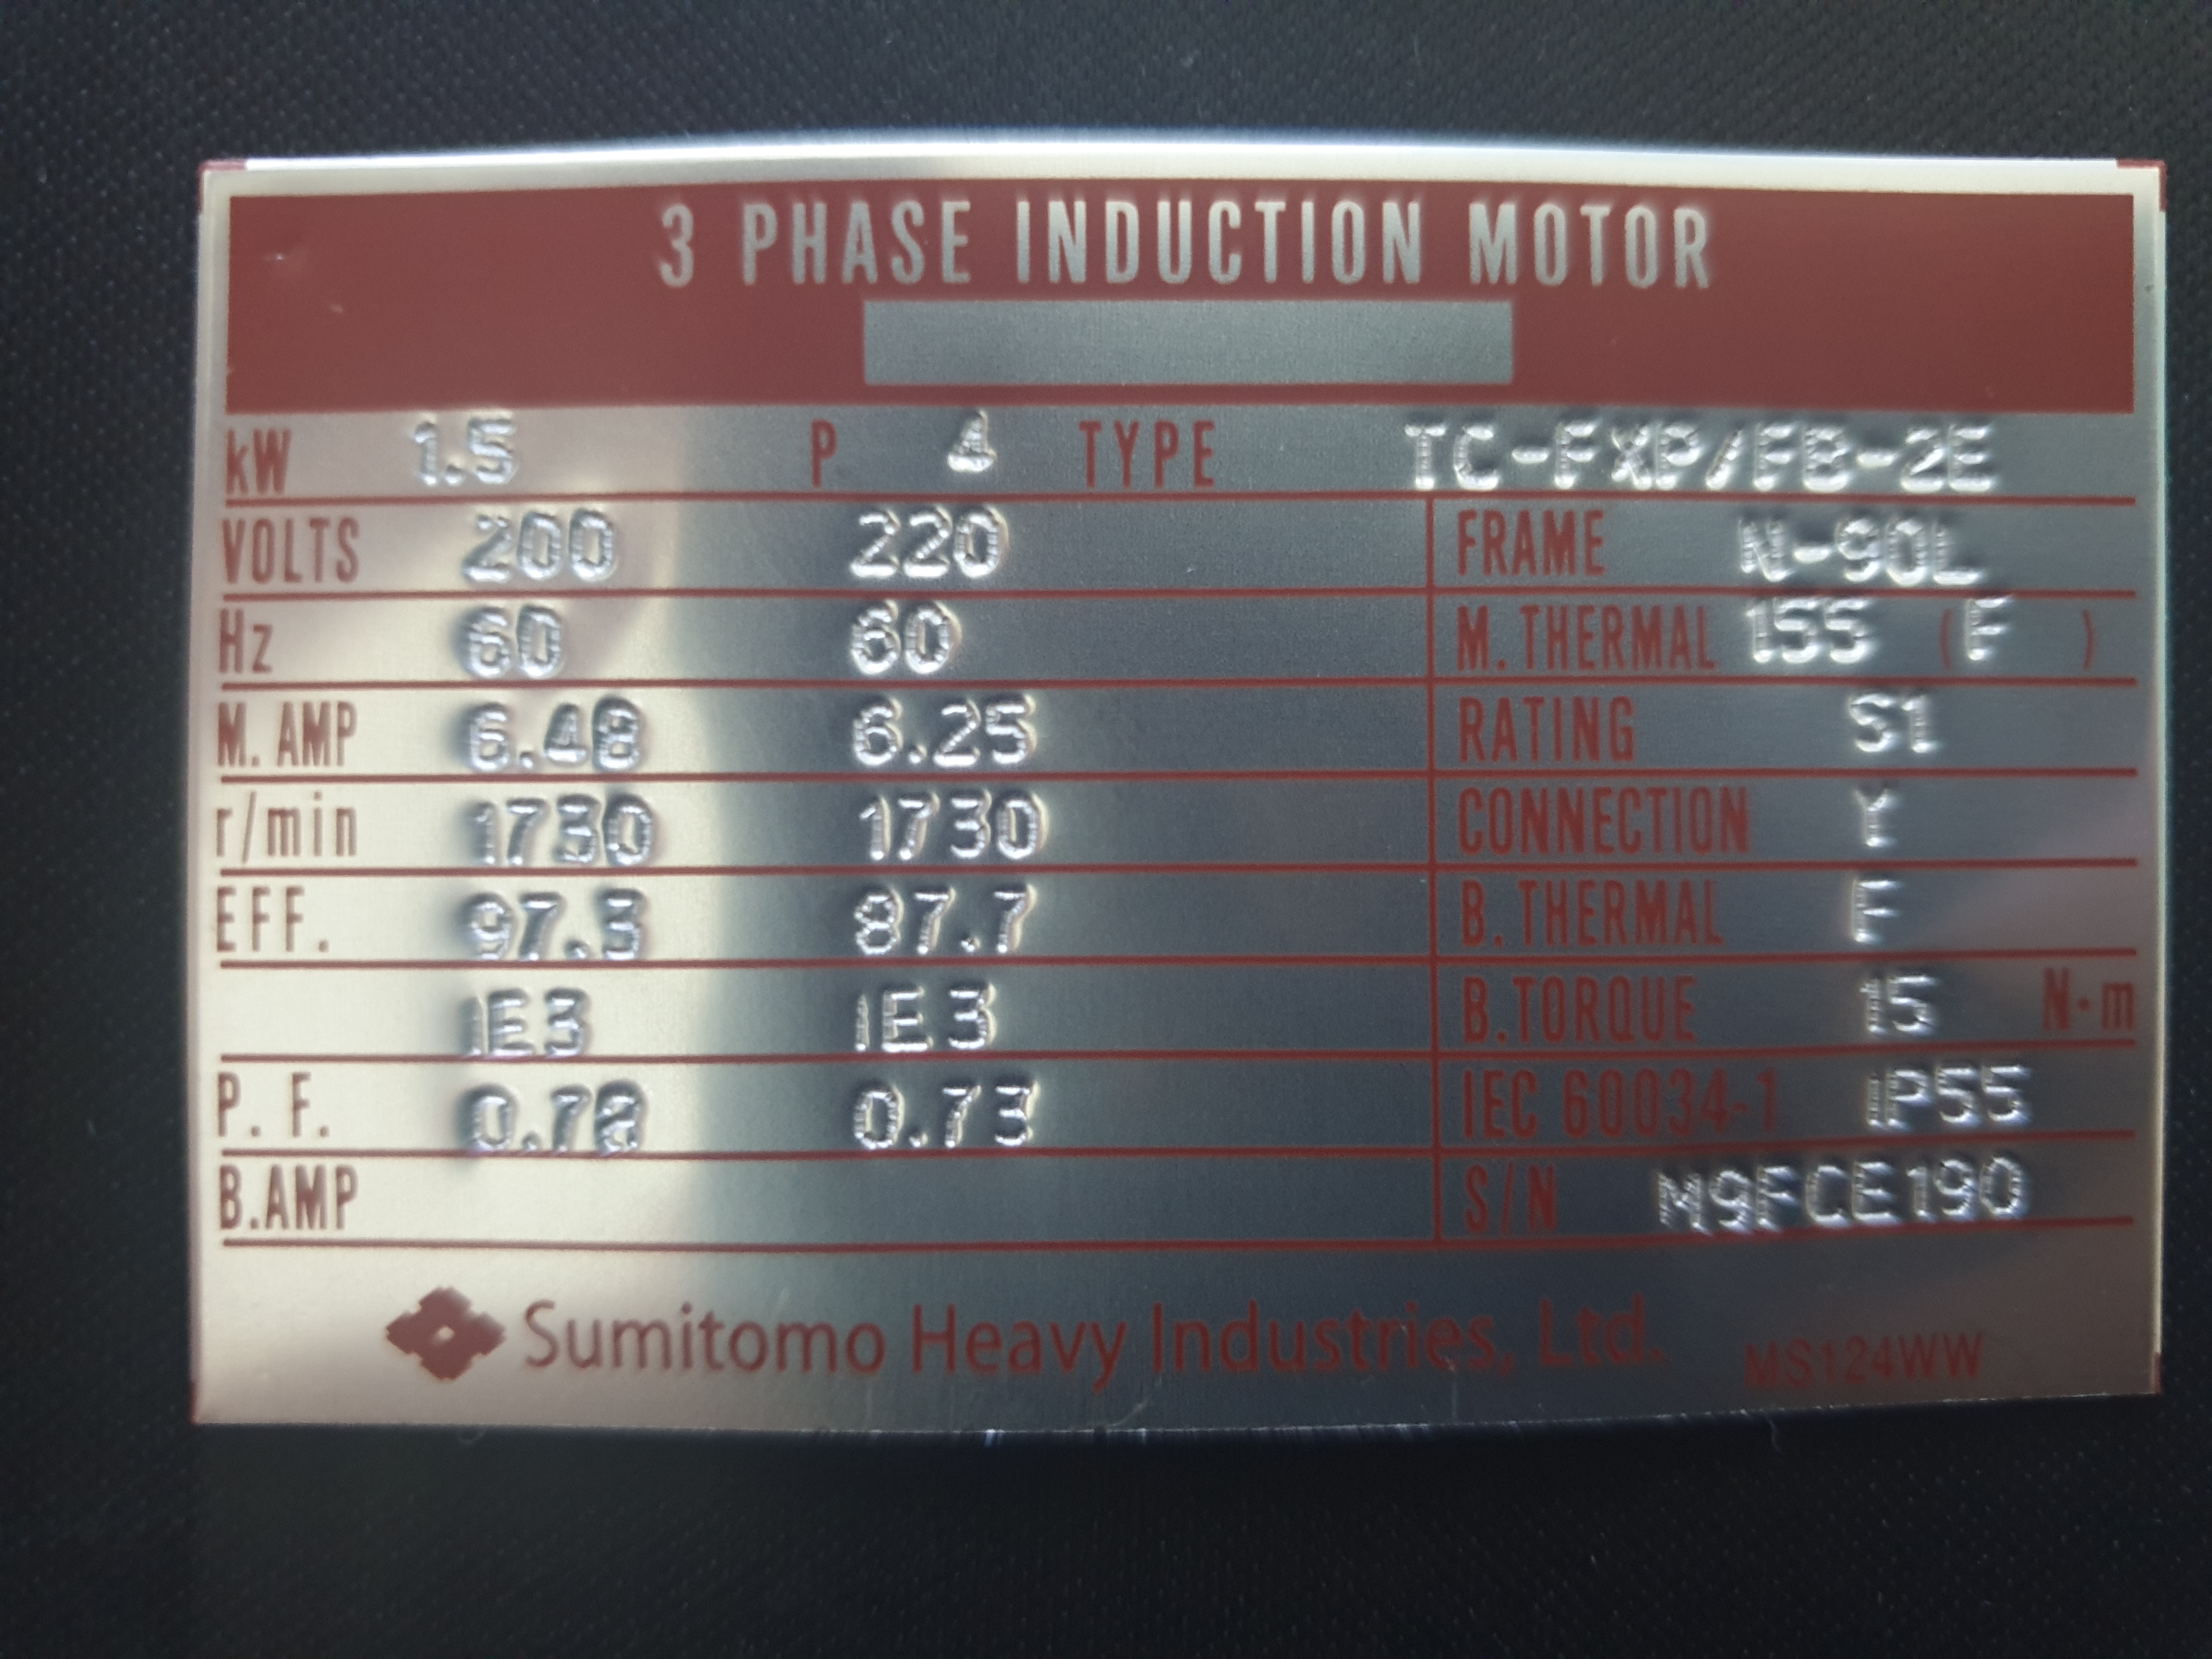 3 PHASE INDUCTION MOTOR
kW 1.5 P 4 TYPE TC-FXP/FB-2E
VOLTS 200 220 FRAME N-90L
Hz 60 60 M. THERMAL 155 (F )
M. AMP 6.48 6.25 RATING S1
r/min 1730 1730 CONNECTION Y
EFF. 97.3 87.7 B. THERMAL F
IE3 IE3 B.TORQUE 15 N·m
P. F. 0.78 0.73 IEC 60034-1 IP55
B.AMP S/N M9FCE190
Sumitomo Heavy Industries, Ltd. MS124WW